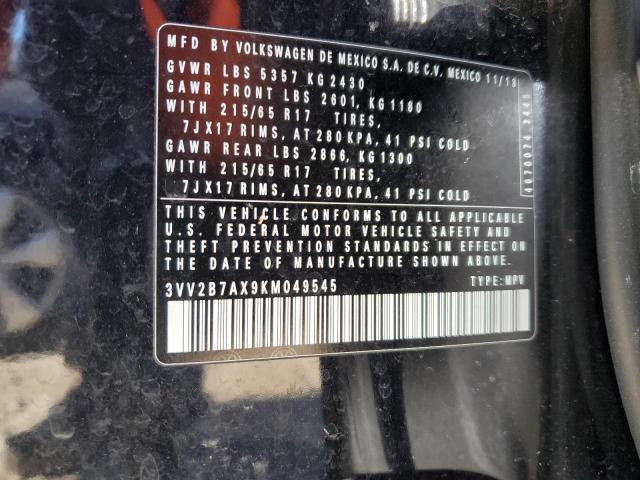 MFD BY VOLKSWAGEN DE MEXICO S.A. DE C.V. MEXICO 11/18
GVWR LBS 5357 KG 2430
GAWR FRONT LBS 2601, KG 1180
WITH 215/65 R17 TIRES,
7JX17 RIMS, AT 280 KPA, 41 PSI COLD
GAWR REAR LBS 2866, KG 1300
WITH 215/65 R17 TIRES,
7JX17 RIMS, AT 280 KPA, 41 PSI COLD
THIS VEHICLE CONFORMS TO ALL APPLICABLE
U.S. FEDERAL MOTOR VEHICLE SAFETY AND
THEFT PREVENTION STANDARDS IN EFFECT ON
THE DATE OF MANUFACTURE SHOWN ABOVE.
3VV2B7AX9KM049545 TYPE: MPV